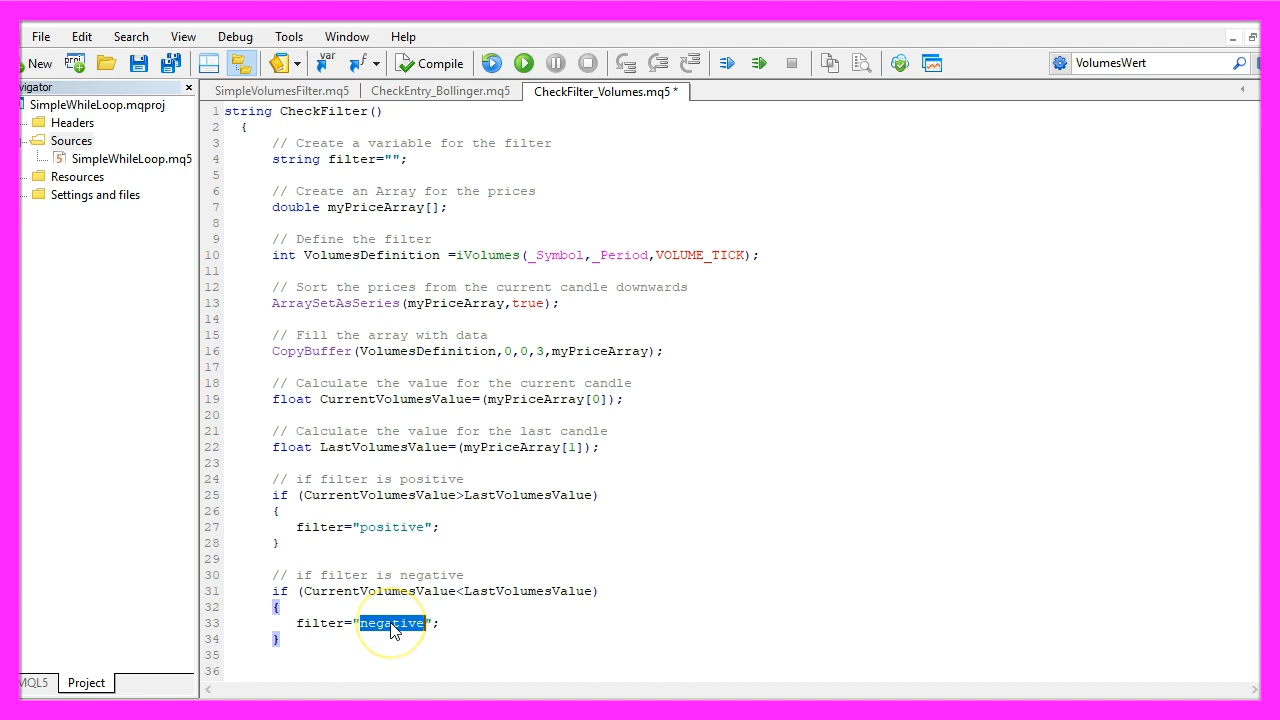 File Edit Search View Debug Tools Window Help
New Compile VolumesWert
vigator
SimpleVolumesFilter.mq5 CheckEntry_Bollinger.mq5 CheckFilter_Volumes.mq5 *
SimpleWhileLoop.mqproj
Headers
Sources
SimpleWhileLoop.mq5
Resources
Settings and files
MQL5 Project
1 string CheckFilter()
2 {
3 // Create a variable for the filter
4 string filter="";
5
6 // Create an Array for the prices
7 double myPriceArray[];
8
9 // Define the filter
10 int VolumesDefinition =iVolumes(_Symbol,_Period,VOLUME_TICK);
11
12 // Sort the prices from the current candle downwards
13 ArraySetAsSeries(myPriceArray,true);
14
15 // Fill the array with data
16 CopyBuffer(VolumesDefinition,0,0,3,myPriceArray);
17
18 // Calculate the value for the current candle
19 float CurrentVolumesValue=(myPriceArray[0]);
20
21 // Calculate the value for the last candle
22 float LastVolumesValue=(myPriceArray[1]);
23
24 // if filter is positive
25 if (CurrentVolumesValue>LastVolumesValue)
26 {
27 filter="positive";
28 }
29
30 // if filter is negative
31 if (CurrentVolumesValue<LastVolumesValue)
32 {
33 filter="negative";
34 }
35
36